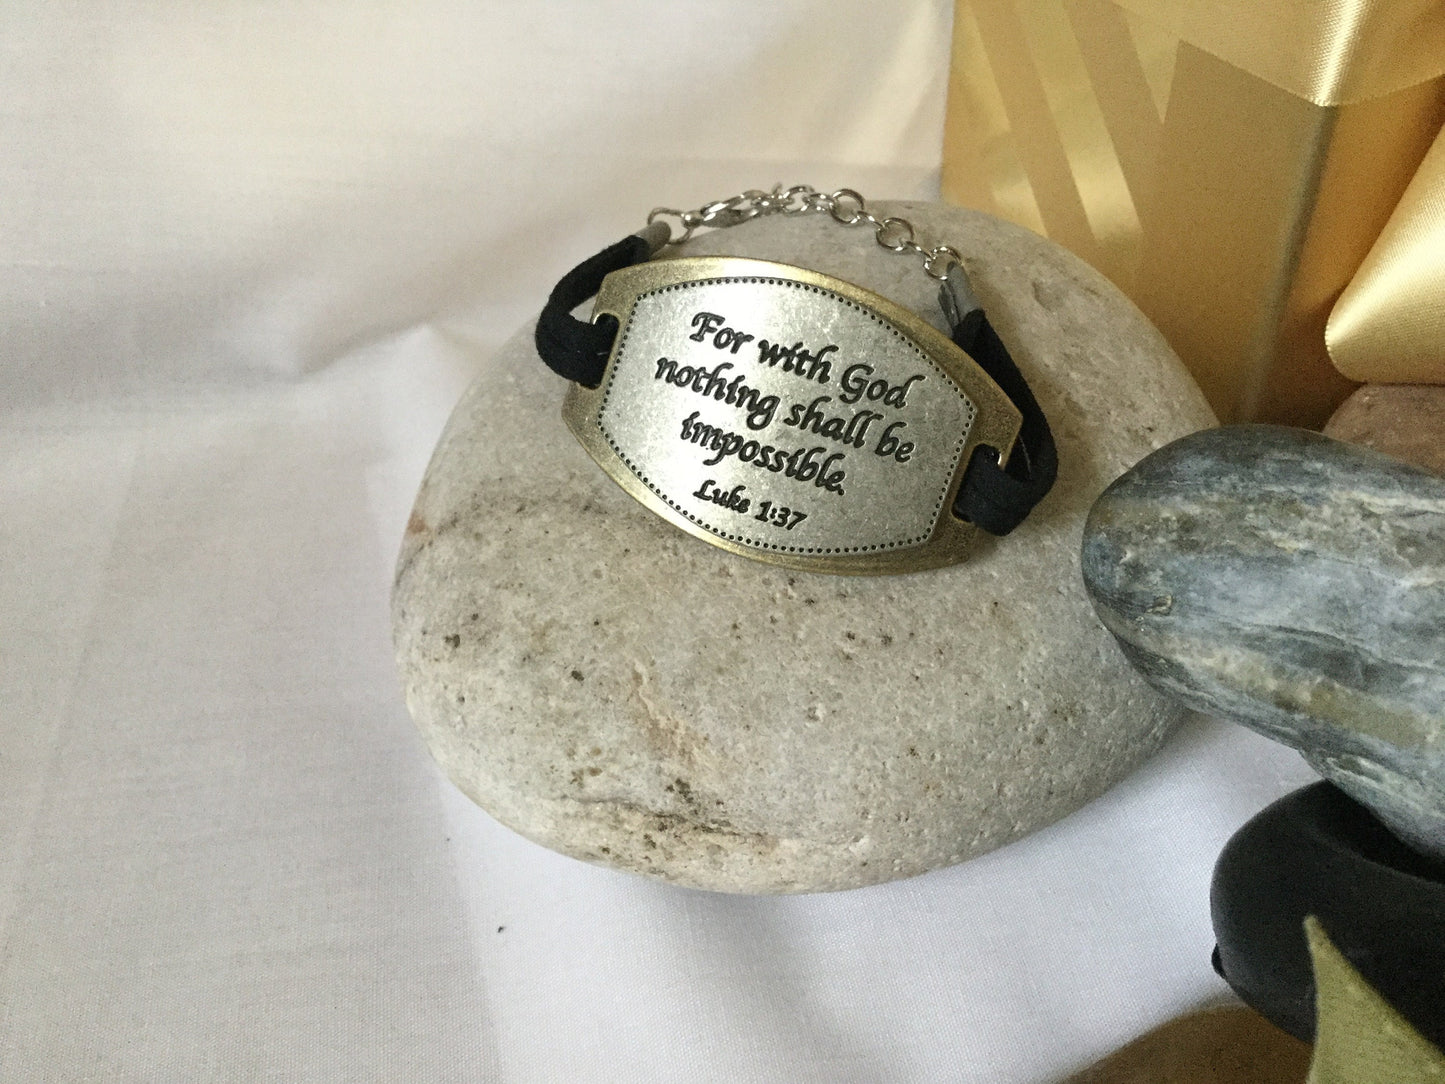 For with God
nothing shall be
impossible.
Luke 1:37